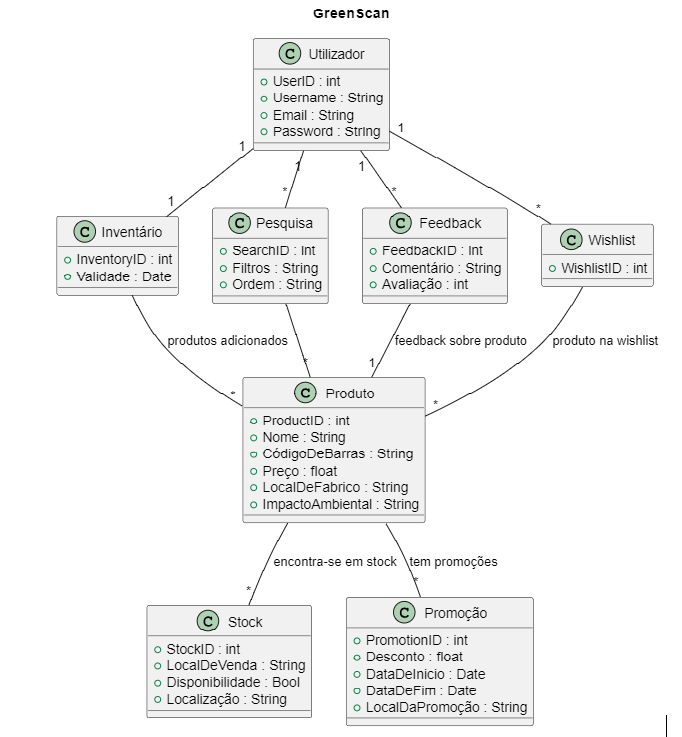 GreenScan
C Utilizador
UserID : int
Username : String
Email : String
Password : String
1 1 1 1
1 * * *
C Inventário
InventoryID : int
Validade : Date
C Pesquisa
SearchID : int
Filtros : String
Ordem : String
C Feedback
FeedbackID : int
Comentário : String
Avaliação : int
C Wishlist
WishlistID : int
produtos adicionados
feedback sobre produto
produto na wishlist
* * 1 *
C Produto
ProductID : int
Nome : String
CódigoDeBarras : String
Preço : float
LocalDeFabrico : String
ImpactoAmbiental : String
encontra-se em stock
tem promoções
* *
C Stock
StockID : int
LocalDeVenda : String
Disponibilidade : Bool
Localização : String
C Promoção
PromotionID : int
Desconto : float
DataDeInicio : Date
DataDeFim : Date
LocalDaPromoção : String